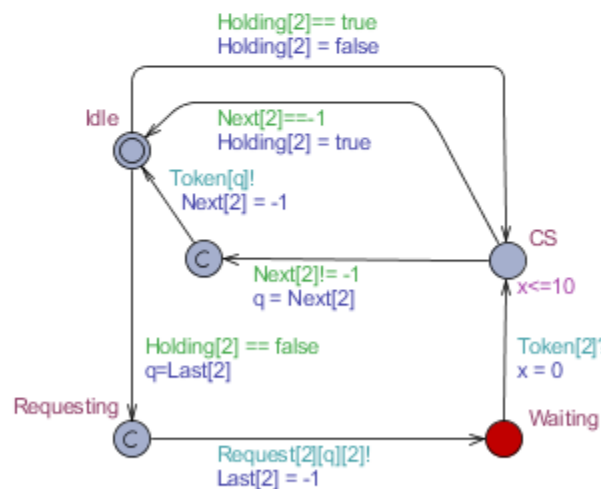 Holding[2]== true
Holding[2] = false
Idle
Next[2]==-1
Holding[2] = true
Token[q]!
Next[2] = -1
C
CS
x<=10
Next[2]!= -1
q = Next[2]
Holding[2] == false
q=Last[2]
Token[2]?
x = 0
Requesting
C
Waiting
Request[2][q][2]!
Last[2] = -1